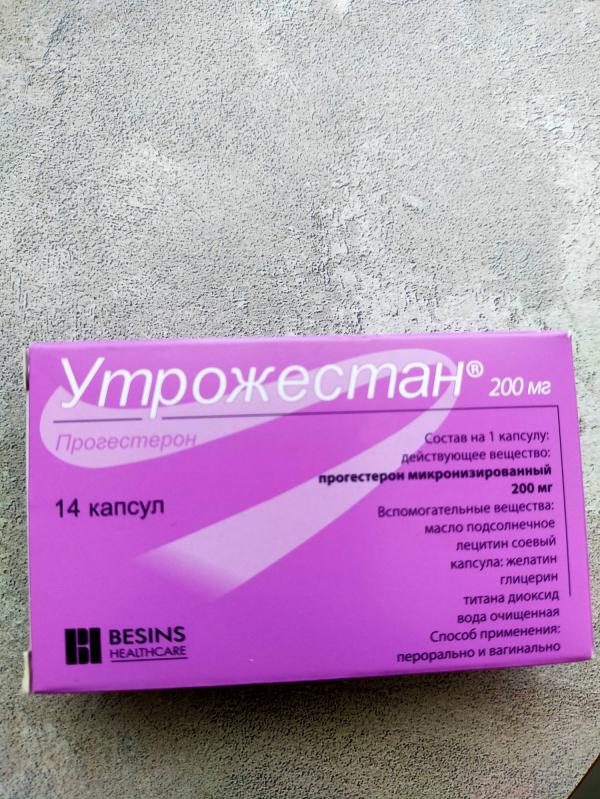 Утрожестан® 200 мг
Прогестерон
14 капсул
Состав на 1 капсулу:
действующее вещество:
прогестерон микронизированный
200 мг
Вспомогательные вещества:
масло подсолнечное
лецитин соевый
капсула: желатин
глицерин
титана диоксид
вода очищенная
Способ применения:
перорально и вагинально
BESINS
HEALTHCARE